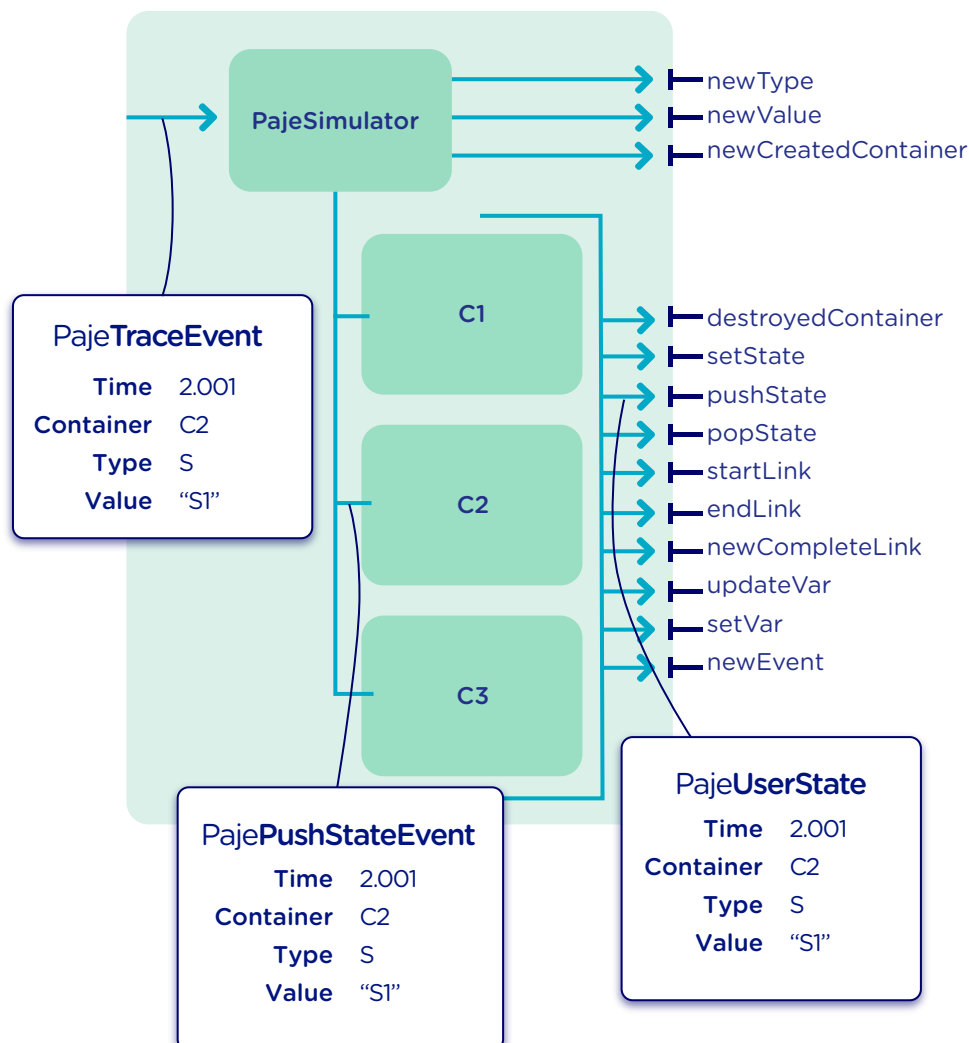 PajeSimulator
newType
newValue
newCreatedContainer
C1
C2
C3
destroyedContainer
setState
pushState
popState
startLink
endLink
newCompleteLink
updateVar
setVar
newEvent
PajeTraceEvent
Time 2.001
Container C2
Type S
Value “S1”
PajePushStateEvent
Time 2.001
Container C2
Type S
Value “S1”
PajeUserState
Time 2.001
Container C2
Type S
Value “S1”